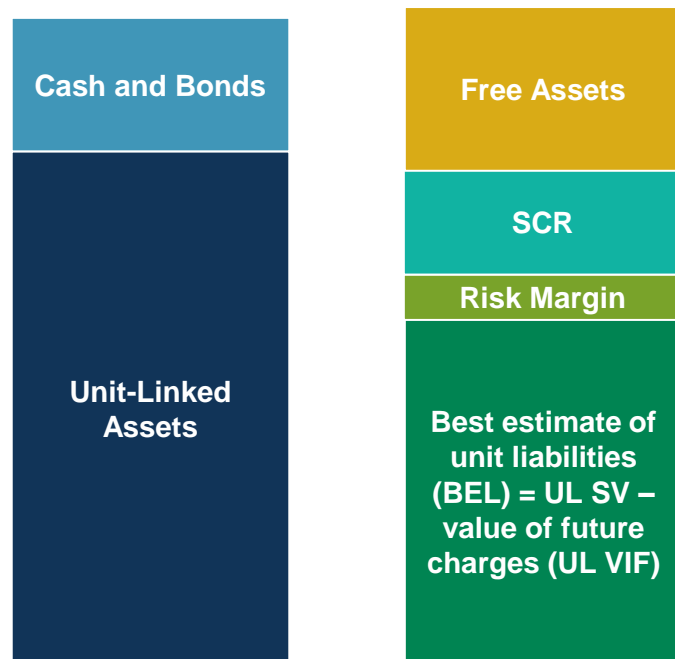 Cash and Bonds
Unit-Linked
Assets
Free Assets
SCR
Risk Margin
Best estimate of
unit liabilities
(BEL) = UL SV –
value of future
charges (UL VIF)